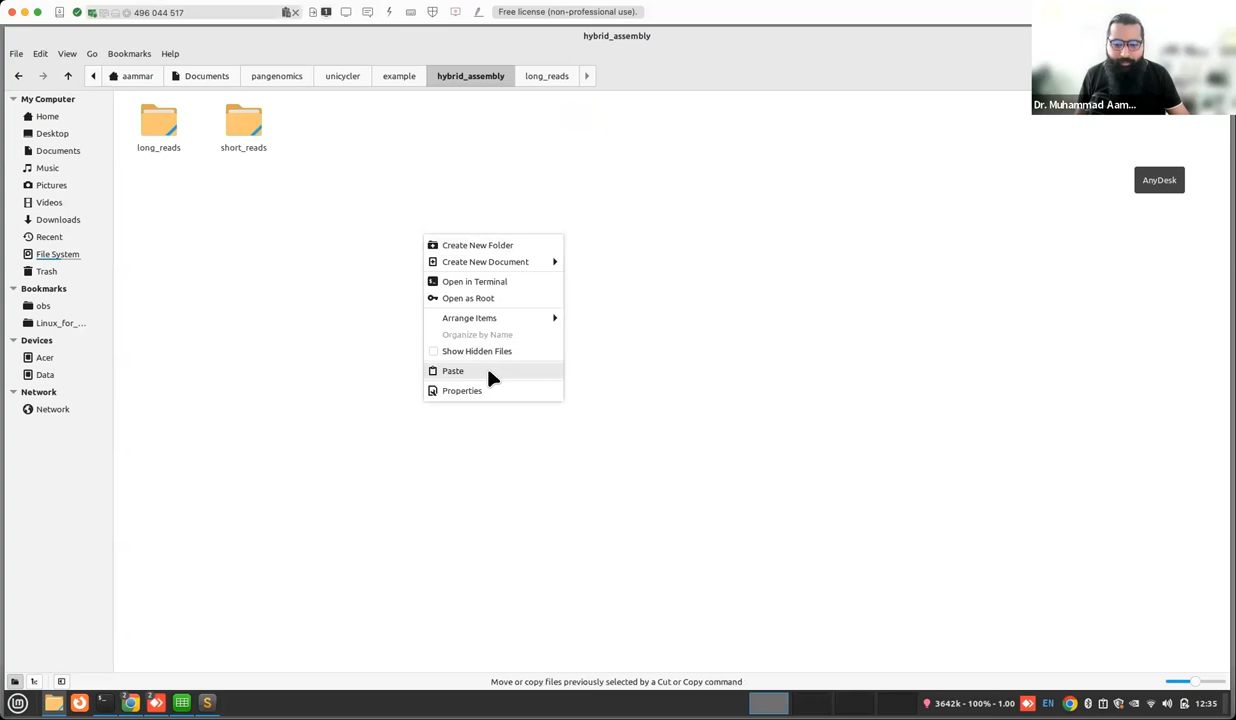 496 044 517
Free license (non-professional use).
hybrid_assembly
File Edit View Go Bookmarks Help
aammar Documents pangenomics unicycler example hybrid_assembly long_reads
Dr. Muhammad Aam...
AnyDesk
My Computer
Home
Desktop
Documents
Music
Pictures
Videos
Downloads
Recent
File System
Trash
Bookmarks
obs
Linux_for_...
Devices
Acer
Data
Network
Network
long_reads
short_reads
Create New Folder
Create New Document
Open in Terminal
Open as Root
Arrange Items
Organize by Name
Show Hidden Files
Paste
Properties
Move or copy files previously selected by a Cut or Copy command
2 2
3642k - 100% - 1.00 EN 12:35